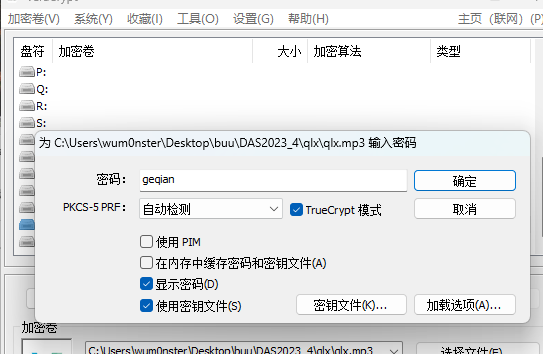 加密卷(V) 系统(Y) 收藏(I) 工具(O) 设置(G) 帮助(H) 主页 (联网) (P)
盘符 加密卷 大小 加密算法 类型
P:
Q:
R:
S:
为 C:\Users\wum0nster\Desktop\buu\DAS2023_4\qlx\qlx.mp3 输入密码
密码： geqian 确定
PKCS-5 PRF： 自动检测 TrueCrypt 模式 取消
使用 PIM
在内存中缓存密码和密钥文件(A)
显示密码(D)
使用密钥文件(S) 密钥文件(K)... 加载选项(A)...
加密卷
C:\Users\wum0nster\Desktop\buu\DAS2023_4\qlx\qlx.mp3 选择文件(F)